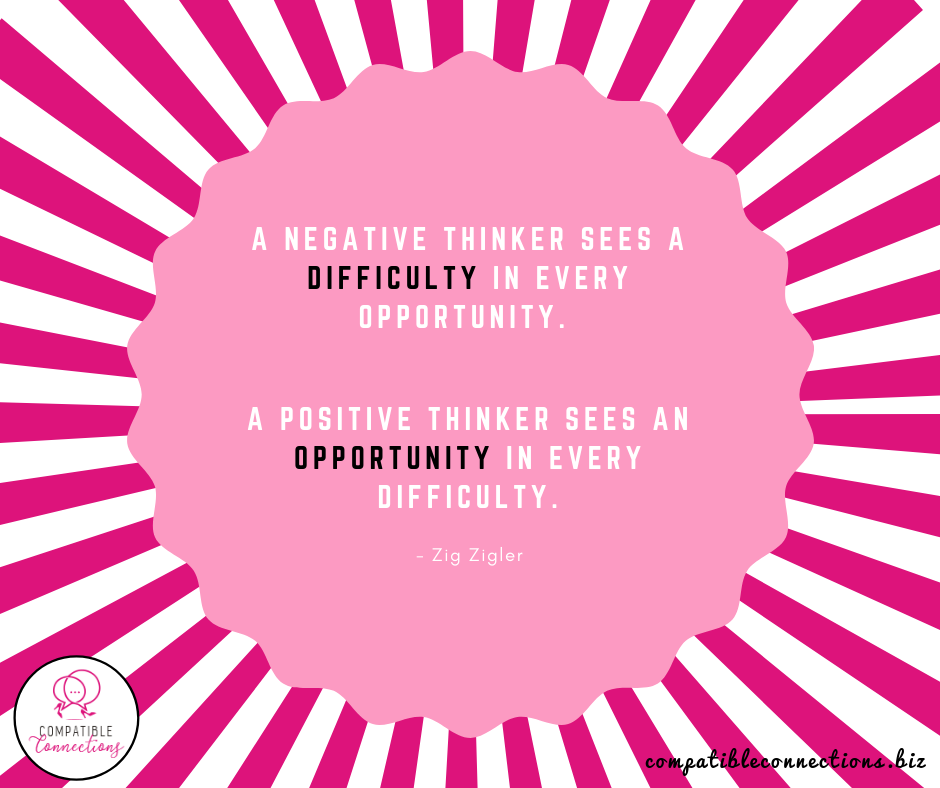 A NEGATIVE THINKER SEES A
DIFFICULTY IN EVERY
OPPORTUNITY.
A POSITIVE THINKER SEES AN
OPPORTUNITY IN EVERY
DIFFICULTY.
- Zig Zigler
COMPATIBLE
Connections
compatibleconnections.biz